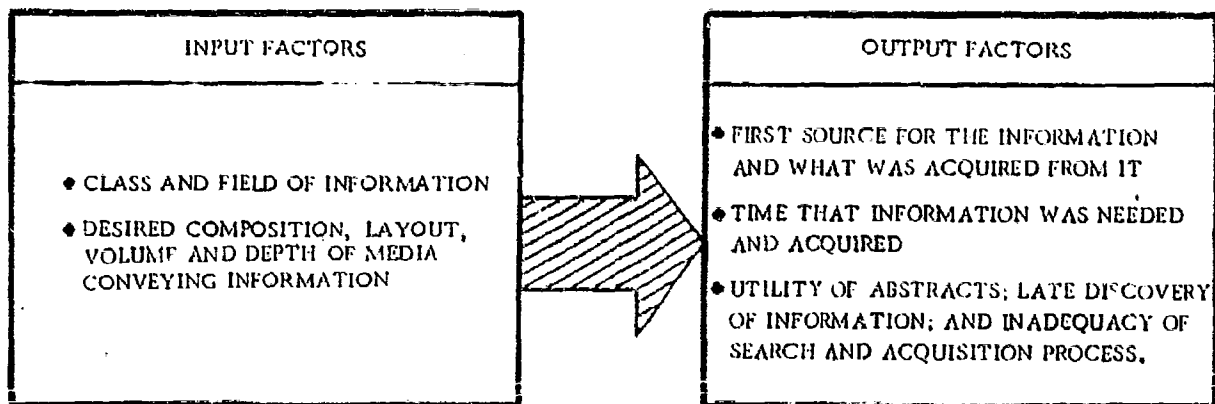 INPUT FACTORS
• CLASS AND FIELD OF INFORMATION
• DESIRED COMPOSITION, LAYOUT,
VOLUME AND DEPTH OF MEDIA
CONVEYING INFORMATION
OUTPUT FACTORS
• FIRST SOURCE FOR THE INFORMATION
AND WHAT WAS ACQUIRED FROM IT
• TIME THAT INFORMATION WAS NEEDED
AND ACQUIRED
• UTILITY OF ABSTRACTS; LATE DISCOVERY
OF INFORMATION; AND INADEQUACY OF
SEARCH AND ACQUISITION PROCESS.